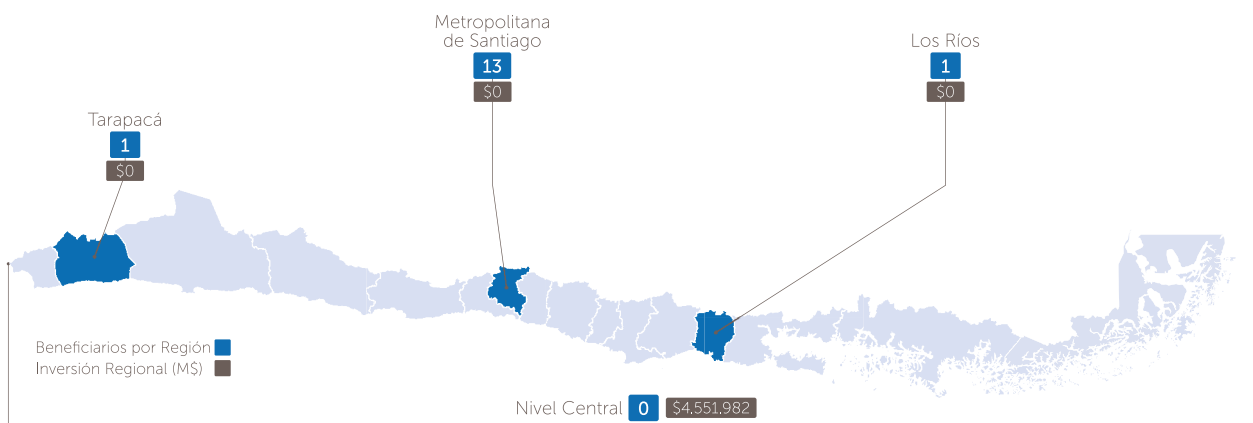 Metropolitana
de Santiago
13
$0
Los Ríos
1
$0
Tarapacá
1
$0
Beneficiarios por Región
Inversión Regional (M$)
Nivel Central 0 $4.551.982